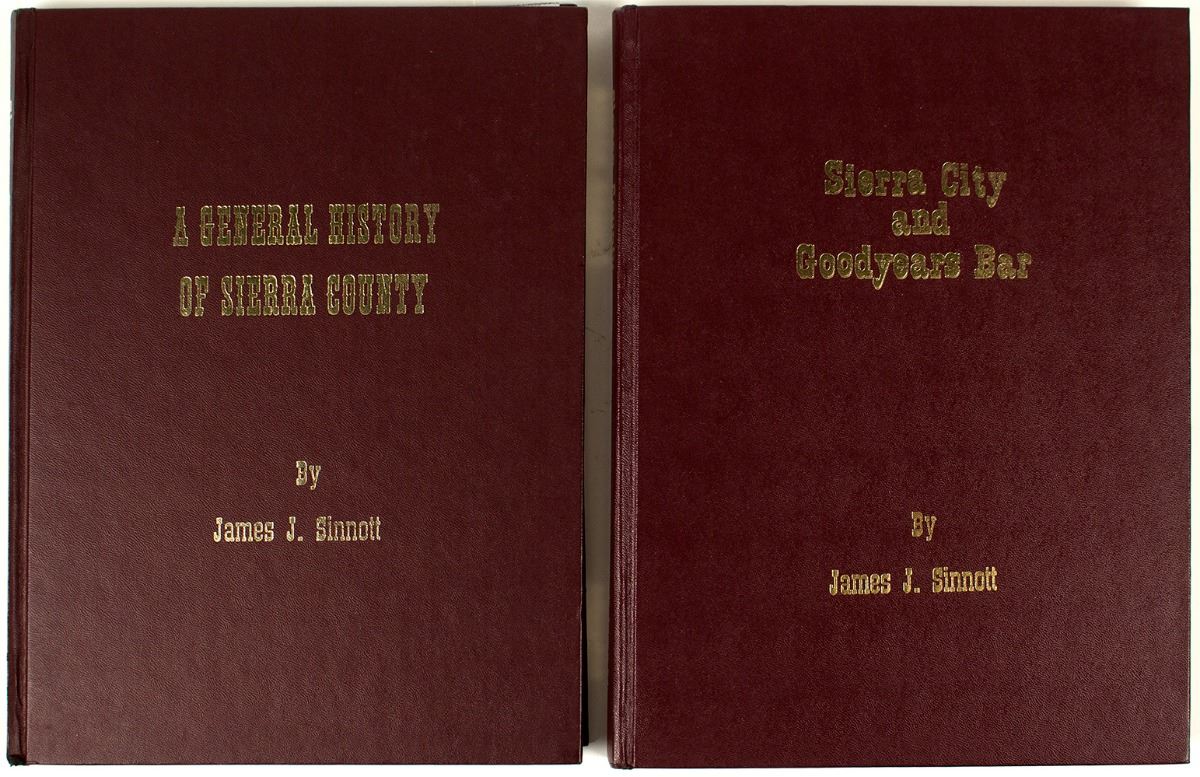 A GENERAL HISTORY
OF SIERRA COUNTY
By
James J. Sinnott
Sierra City
and
Goodyears Bar
By
James J. Sinnott